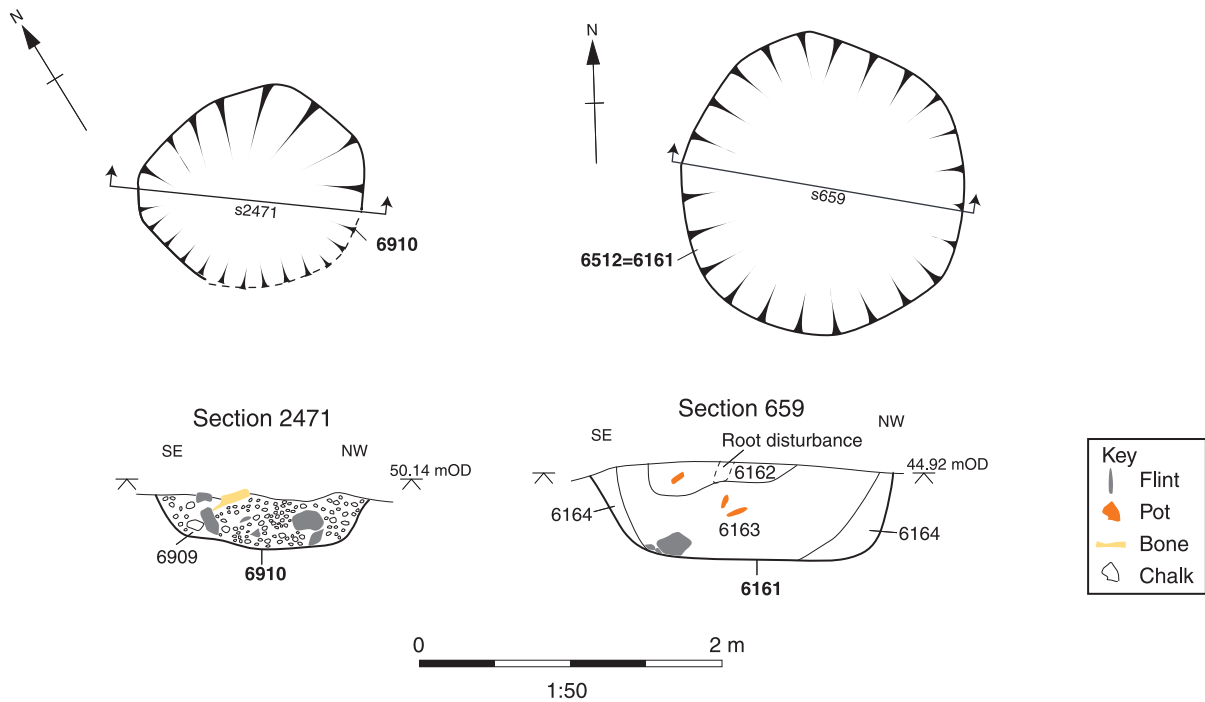 N
s2471
6910
N
s659
6512=6161
Section 2471
SE
NW
50.14 mOD
6909
6910
Section 659
SE
NW
Root disturbance
44.92 mOD
6162
6164
6163
6164
6161
Key
Flint
Pot
Bone
Chalk
0
2 m
1:50